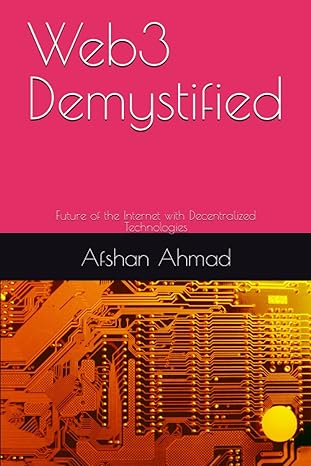 Web3
Demystified
Future of the Internet with Decentralized
Technologies
Afshan Ahmad